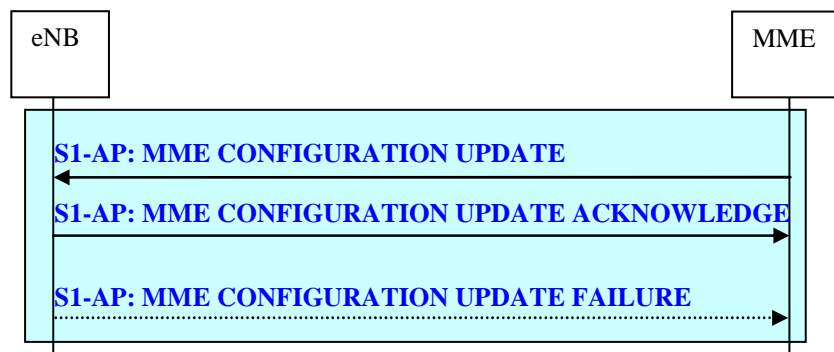 eNB
MME
S1-AP: MME CONFIGURATION UPDATE
S1-AP: MME CONFIGURATION UPDATE ACKNOWLEDGE
S1-AP: MME CONFIGURATION UPDATE FAILURE